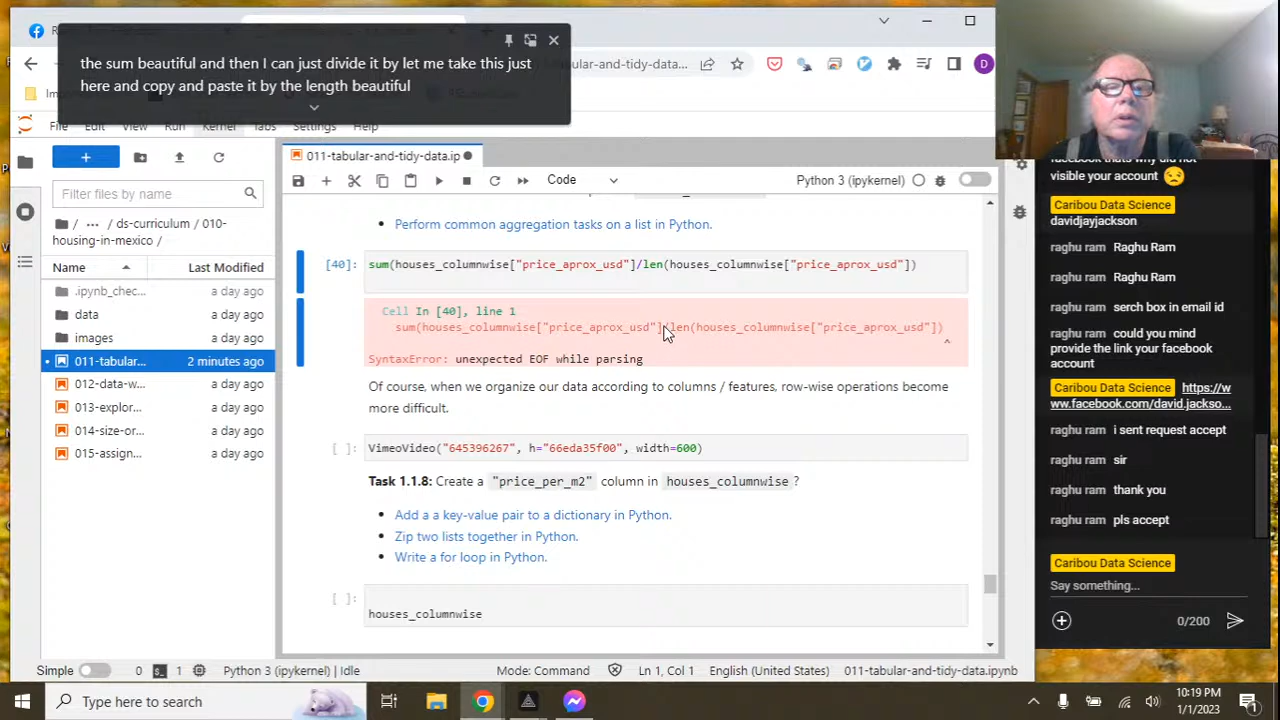 the sum beautiful and then I can just divide it by let me take this just
here and copy and paste it by the length beautiful
tabular-and-tidy-data...
D
File Edit View Run Kernel Tabs Settings Help
011-tabular-and-tidy-data.ip
Filter files by name
Code
Python 3 (ipykernel)
/ ... / ds-curriculum / 010-
housing-in-mexico /
Name Last Modified
.ipynb_chec... a day ago
data a day ago
images a day ago
011-tabular... 2 minutes ago
012-data-w... a day ago
013-explor... a day ago
014-size-or... a day ago
015-assign... a day ago
Perform common aggregation tasks on a list in Python.
[40]: sum(houses_columnwise["price_aprox_usd"]/len(houses_columnwise["price_aprox_usd"])
Cell In [40], line 1
sum(houses_columnwise["price_aprox_usd"]/len(houses_columnwise["price_aprox_usd"])
^
SyntaxError: unexpected EOF while parsing
Of course, when we organize our data according to columns / features, row-wise operations become
more difficult.
[ ]: VimeoVideo("645396267", h="66eda35f00", width=600)
Task 1.1.8: Create a "price_per_m2" column in houses_columnwise ?
Add a a key-value pair to a dictionary in Python.
Zip two lists together in Python.
Write a for loop in Python.
[ ]:
houses_columnwise
Simple 0 1 Python 3 (ipykernel) | Idle Mode: Command Ln 1, Col 1 English (United States) 011-tabular-and-tidy-data.ipynb
facebook thats why did not
visible your account
Caribou Data Science
davidjayjackson
raghu ram Raghu Ram
raghu ram Raghu Ram
raghu ram serch box in email id
raghu ram could you mind
provide the link your facebook
account
Caribou Data Science https://w
ww.facebook.com/david.jackso...
raghu ram i sent request accept
raghu ram sir
raghu ram thank you
raghu ram pls accept
Caribou Data Science
Say something...
0/200
Type here to search
10:19 PM
1/1/2023
1